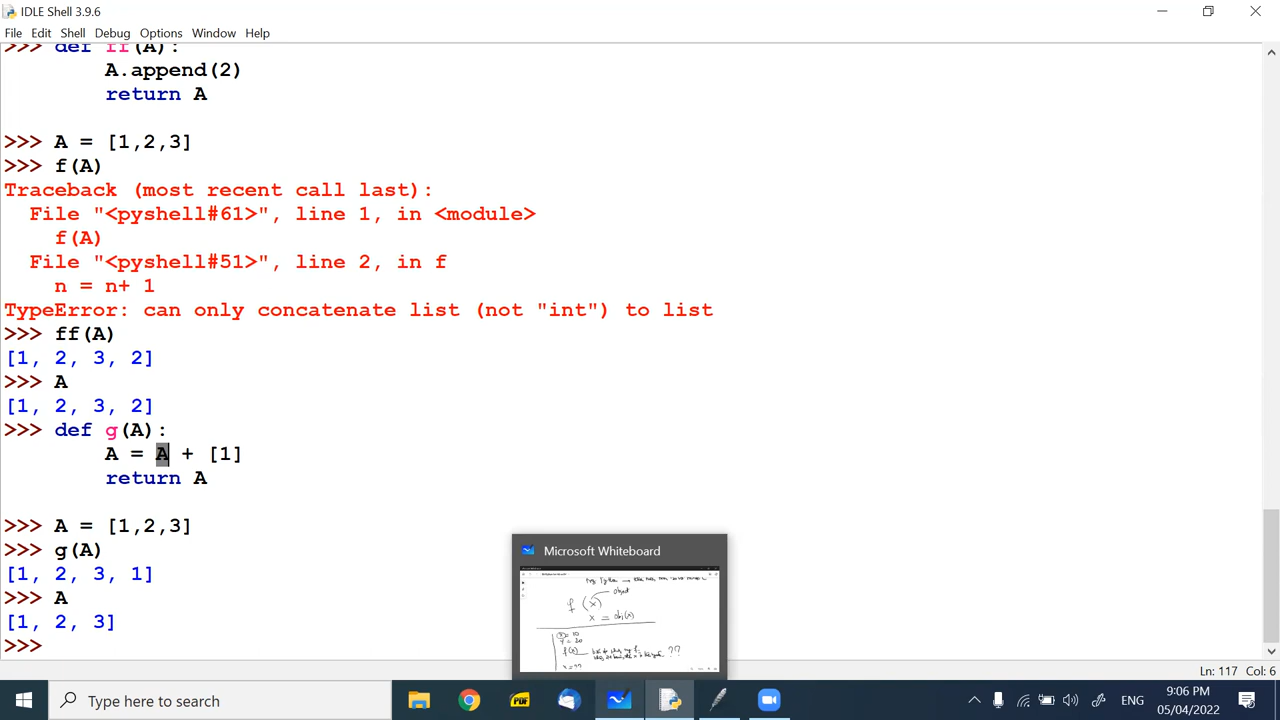 IDLE Shell 3.9.6
File Edit Shell Debug Options Window Help
>>> def ff(A):
A.append(2)
return A
>>> A = [1,2,3]
>>> f(A)
Traceback (most recent call last):
File "<pyshell#61>", line 1, in <module>
f(A)
File "<pyshell#51>", line 2, in f
n = n+ 1
TypeError: can only concatenate list (not "int") to list
>>> ff(A)
[1, 2, 3, 2]
>>> A
[1, 2, 3, 2]
>>> def g(A):
A = A + [1]
return A
>>> A = [1,2,3]
>>> g(A)
[1, 2, 3, 1]
>>> A
[1, 2, 3]
>>>
Microsoft Whiteboard
object
f (x)
x = obj(x)
f(x)
??
x = ??
Ln: 117 Col: 6
Type here to search
PDF
ENG
9:06 PM
05/04/2022